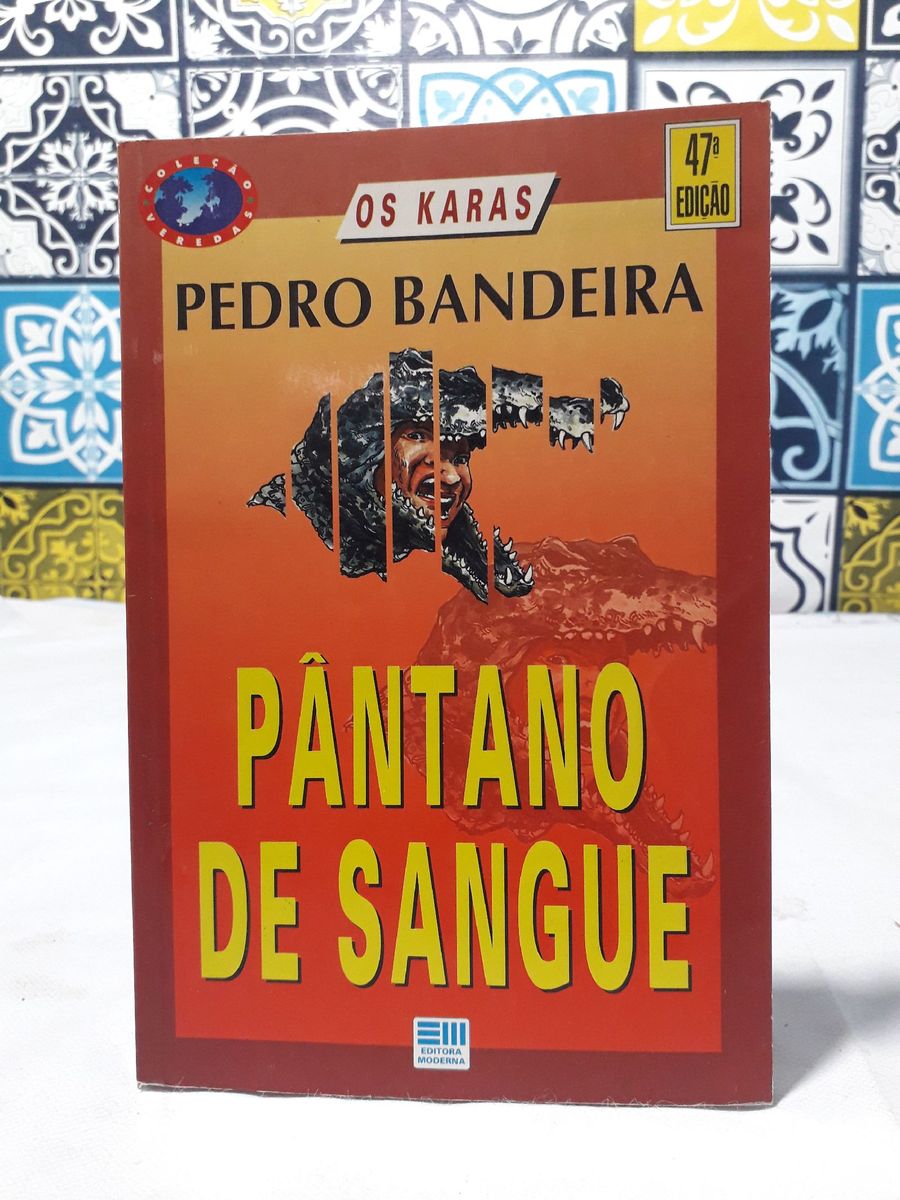 COLEÇÃO
VEREDAS
OS KARAS
47ª
EDIÇÃO
PEDRO BANDEIRA
PÂNTANO
DE SANGUE
EDITORA
MODERNA